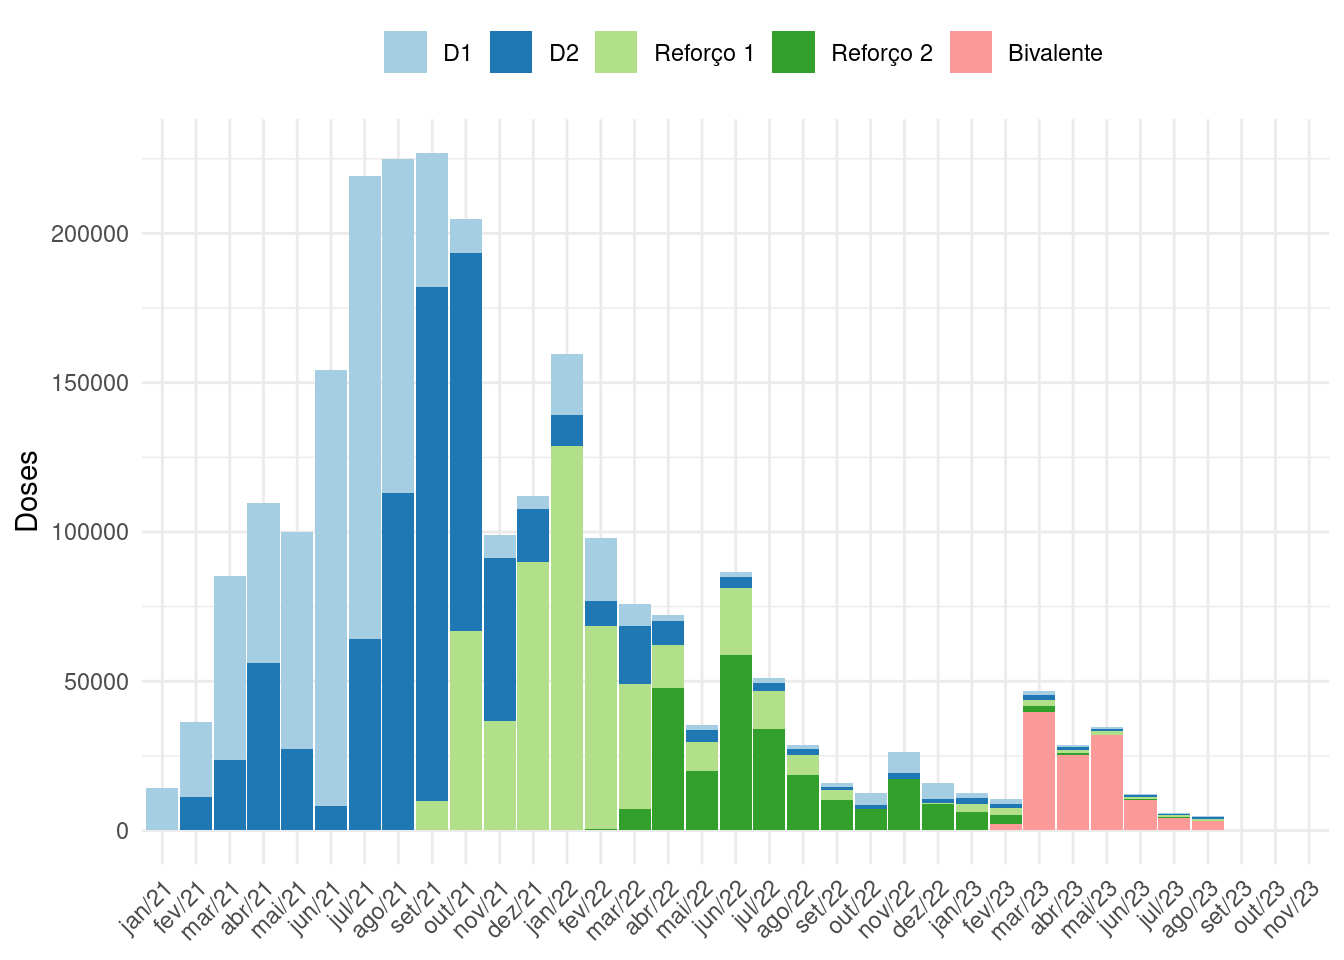 D1 D2 Reforço 1 Reforço 2 Bivalente
Doses
200000
150000
100000
50000
0
jan/21 fev/21 mar/21 abr/21 mai/21 jun/21 jul/21 ago/21 set/21 out/21 nov/21 dez/21 jan/22 fev/22 mar/22 abr/22 mai/22 jun/22 jul/22 ago/22 set/22 out/22 nov/22 dez/22 jan/23 fev/23 mar/23 abr/23 mai/23 jun/23 jul/23 ago/23 set/23 out/23 nov/23